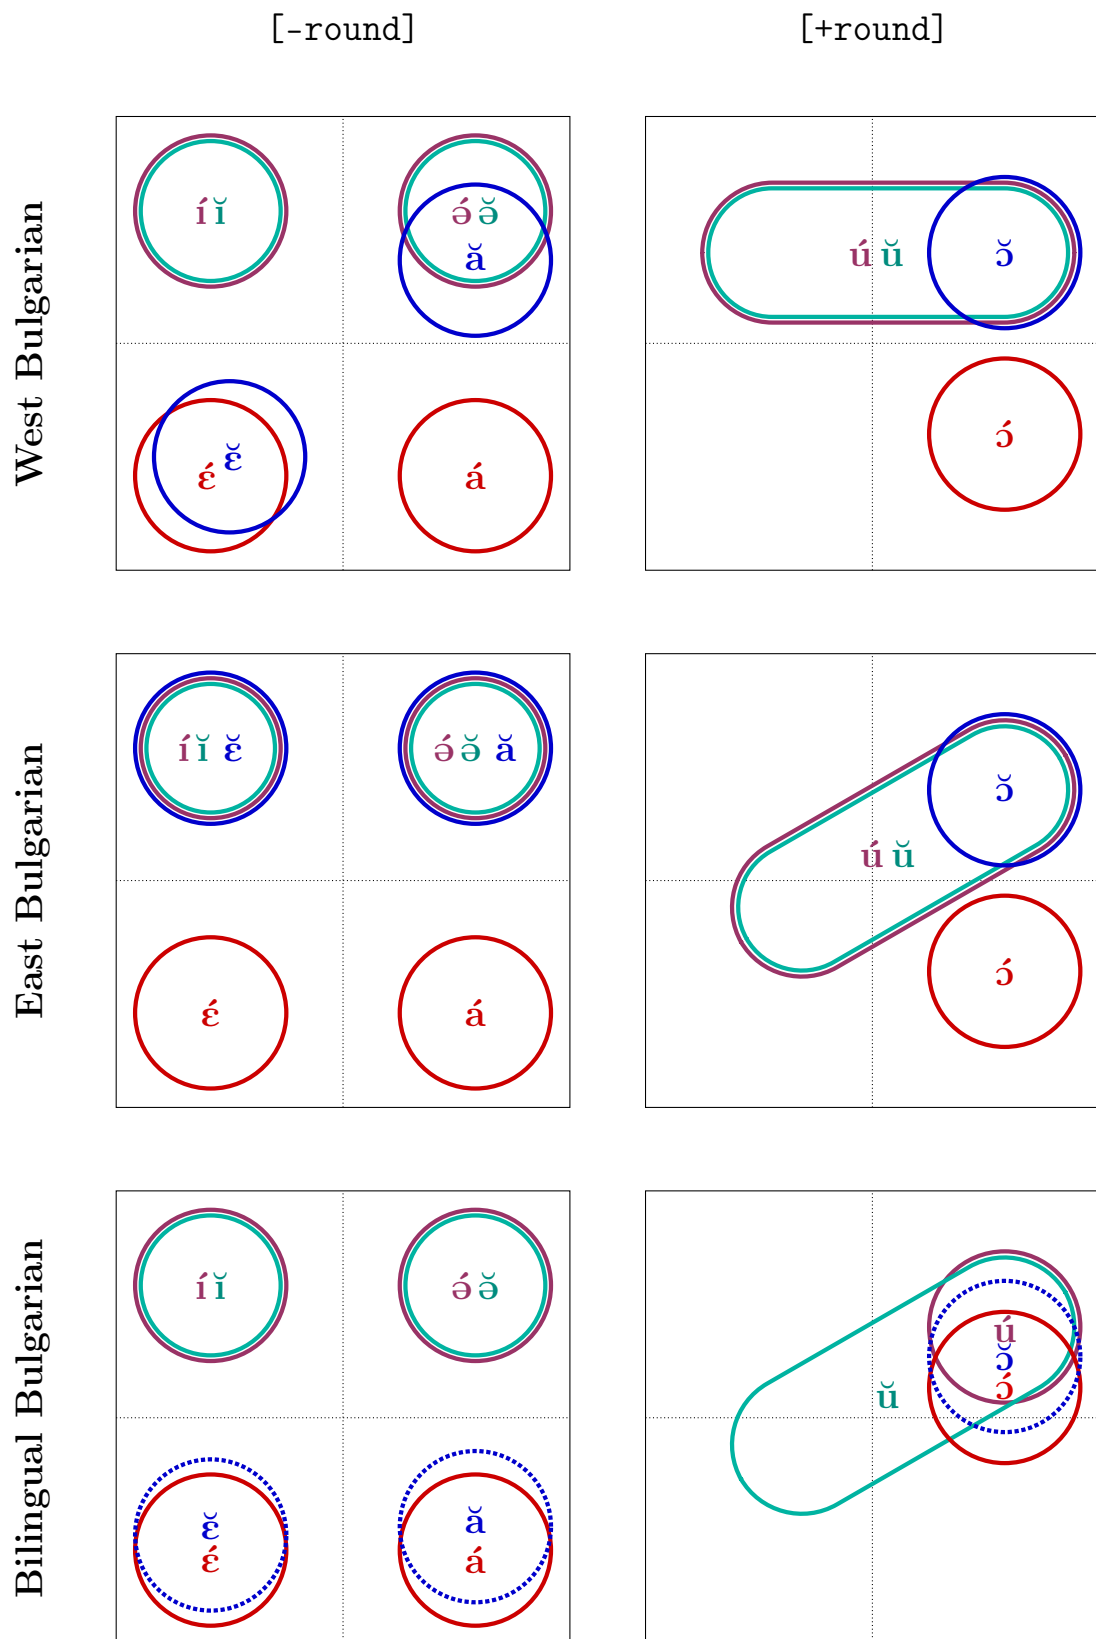 [-round] [+round]
West Bulgarian
í ĭ
ə́ ə̆
ă
ú ŭ
ɔ̆
ɛ́ ɛ̆
á
ɔ́
East Bulgarian
í ĭ ɛ̆
ə́ ə̆ ă
ɔ̆
ú ŭ
ɛ́
á
ɔ́
Bilingual Bulgarian
í ĭ
ə́ ə̆
ú
ɔ̆
ɔ́
ŭ
ɛ̆
ɛ́
ă
á